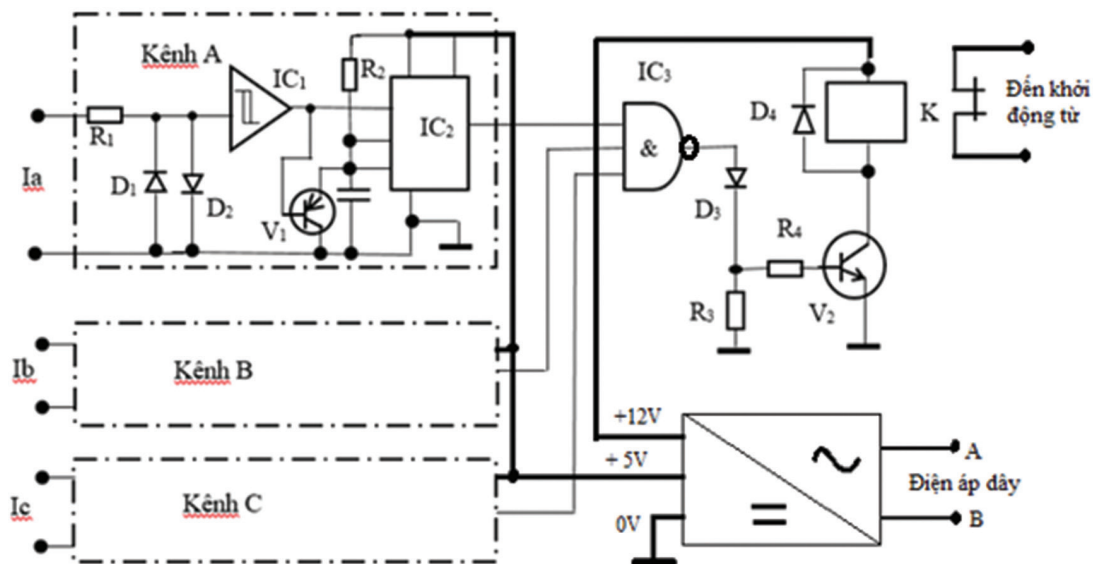 Kênh A
R₂
IC₁
IC₂
R₁
Ia
D₁
D₂
V₁
IC₃
&
D₃
D₄
K
Đến khởi
động từ
R₄
R₃
V₂
Ib
Kênh B
Ic
Kênh C
+12V
+ 5V
0V
A
Điện áp dây
B